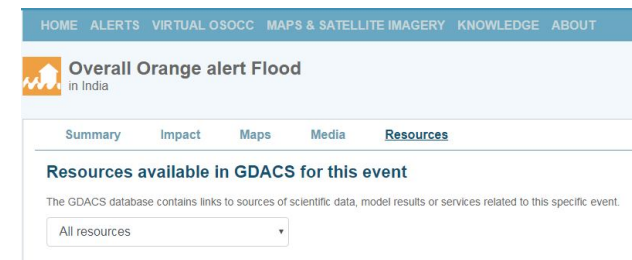 HOME ALERTS VIRTUAL OSOCC MAPS & SATELLITE IMAGERY KNOWLEDGE ABOUT
Overall Orange alert Flood
in India
Summary Impact Maps Media Resources
Resources available in GDACS for this event
The GDACS database contains links to sources of scientific data, model results or services related to this specific event.
All resources